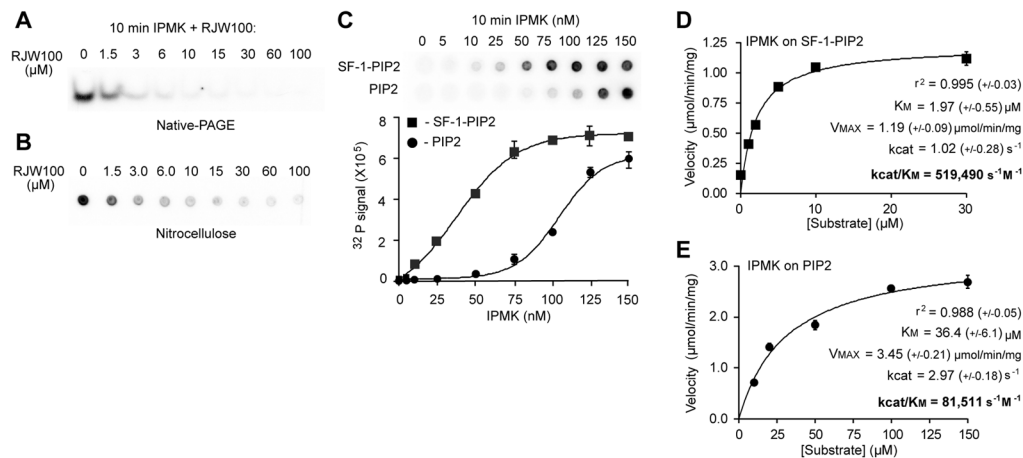 A
10 min IPMK + RJW100:
RJW100 (µM)
0 1.5 3 6 10 15 30 60 100
Native-PAGE
B
RJW100 (µM)
0 1.5 3.0 6.0 10 15 30 60 100
Nitrocellulose
C
10 min IPMK (nM)
0 5 10 25 50 75 100 125 150
SF-1-PIP2
PIP2
- SF-1-PIP2
- PIP2
8
6
4
2
0
³² P signal (X10⁵)
0 25 50 75 100 125 150
IPMK (nM)
D
IPMK on SF-1-PIP2
1.25
1.00
0.75
0.50
0.25
0.00
Velocity (µmol/min/mg)
r² = 0.995 (+/-0.03)
KM = 1.97 (+/-0.55) µM
VMAX = 1.19 (+/-0.09) µmol/min/mg
kcat = 1.02 (+/-0.28) s⁻¹
kcat/KM = 519,490 s⁻¹M⁻¹
0 10 20 30
[Substrate] (µM)
E
IPMK on PIP2
3.0
2.0
1.0
0.0
Velocity (µmol/min/mg)
r² = 0.988 (+/-0.05)
KM = 36.4 (+/-6.1) µM
VMAX = 3.45 (+/-0.21) µmol/min/mg
kcat = 2.97 (+/-0.18) s⁻¹
kcat/KM = 81,511 s⁻¹M⁻¹
0 25 50 75 100 125 150
[Substrate] (µM)